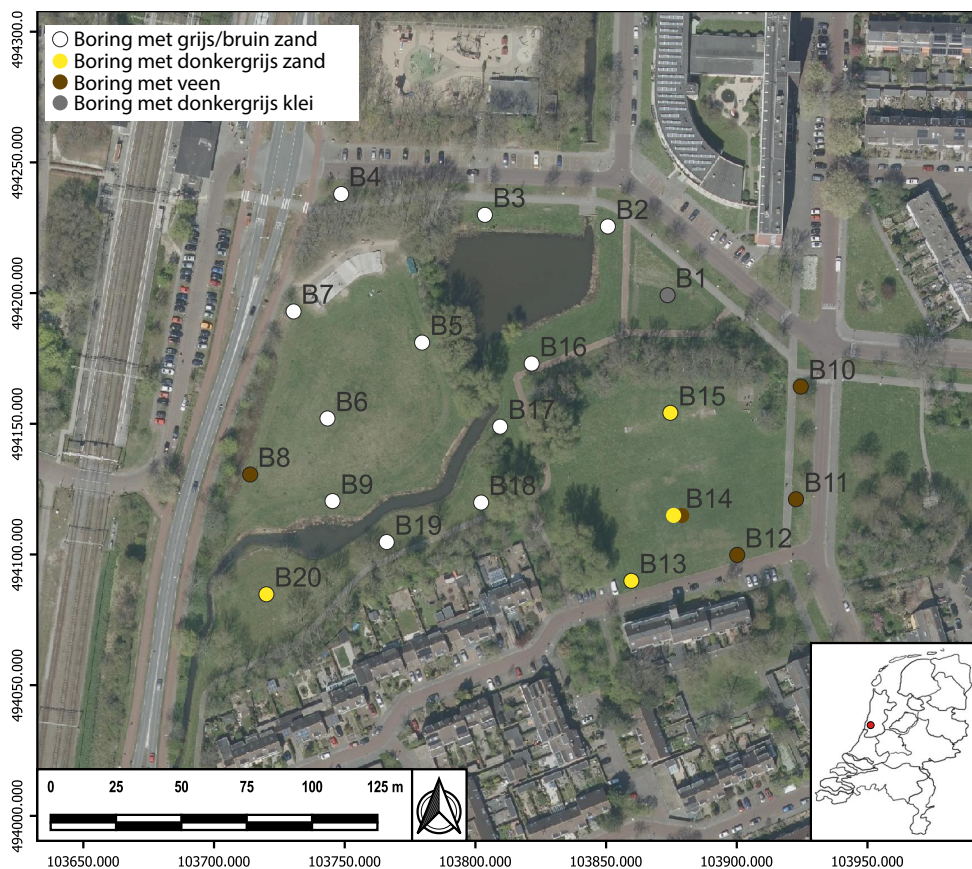 Boring met grijs/bruin zand
Boring met donkergrijs zand
Boring met veen
Boring met donkergrijs klei
494300.0
494250.000
494200.000
494150.000
494100.000
494050.000
494000.000
B4
B3
B2
B1
B7
B5
B16
B10
B6
B15
B17
B8
B9
B18
B14
B11
B19
B12
B20
B13
0 25 50 75 100 125 m
103650.000 103700.000 103750.000 103800.000 103850.000 103900.000 103950.000